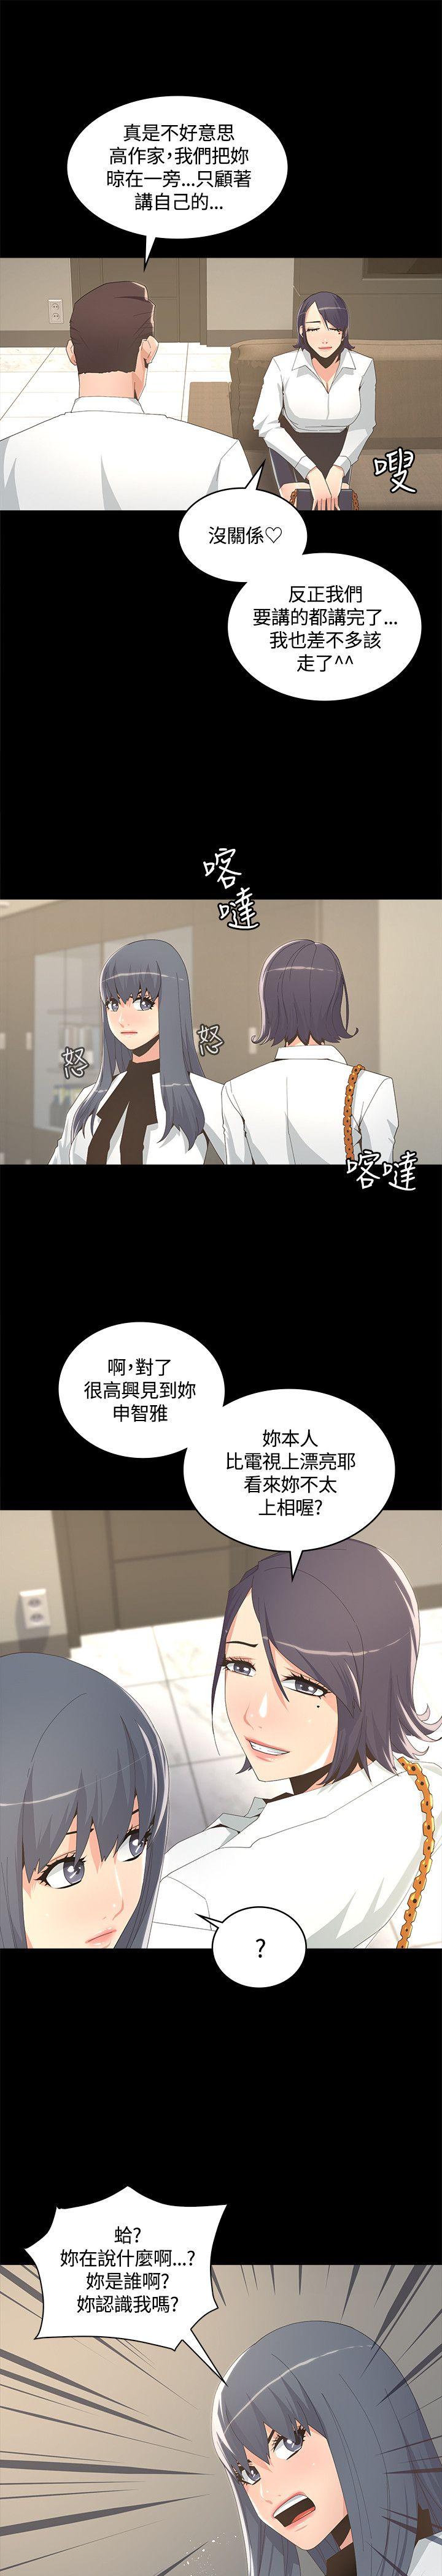 真是不好意思
高作家,我們把妳
晾在一旁...只顧著
講自己的...
嗖
沒關係♡
反正我們
要講的都講完了...
我也差不多該
走了^^
喀
噠
怒
怒
喀噠
啊,對了
很高興見到妳
申智雅
妳本人
比電視上漂亮耶
看來妳不太
上相喔?
?
蛤?
妳在說什麼啊...?
妳是誰啊?
妳認識我嗎?